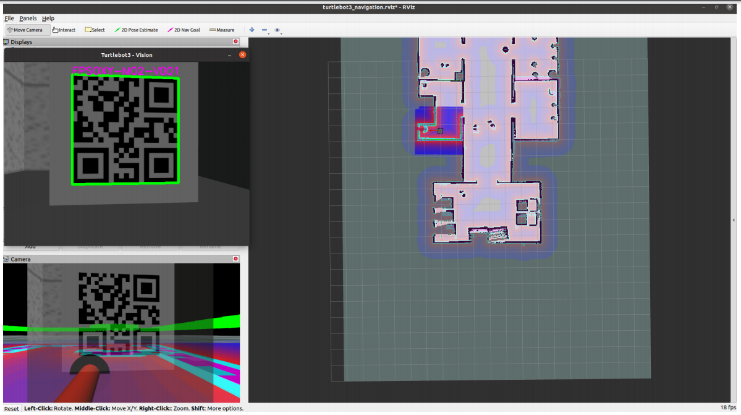 turtlebot3_navigation.rviz* - RViz
File Panels Help
Move Camera Interact Select 2D Pose Estimate 2D Nav Goal Measure
Displays
Turtlebot3 - Vision
Camera
Reset Left-Click: Rotate. Middle-Click: Move X/Y. Right-Click: Zoom. Shift: More options.
18 fps